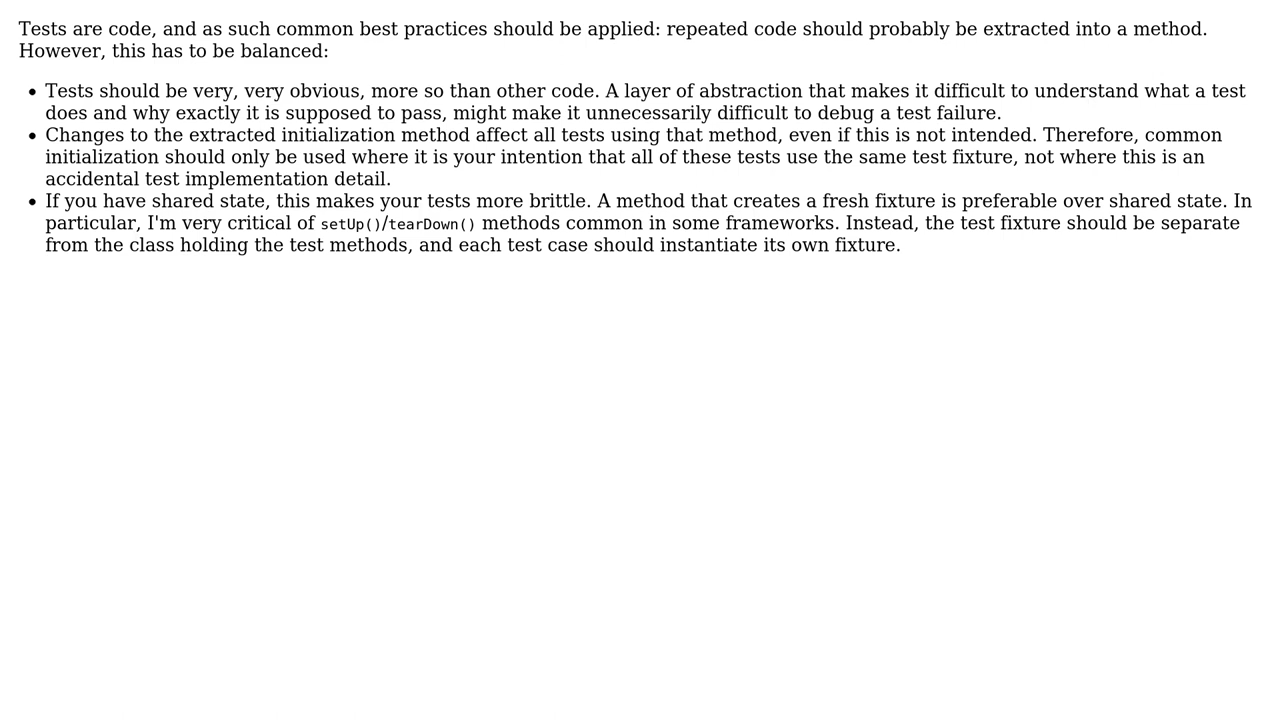 Tests are code, and as such common best practices should be applied: repeated code should probably be extracted into a method.
However, this has to be balanced:
• Tests should be very, very obvious, more so than other code. A layer of abstraction that makes it difficult to understand what a test
does and why exactly it is supposed to pass, might make it unnecessarily difficult to debug a test failure.
• Changes to the extracted initialization method affect all tests using that method, even if this is not intended. Therefore, common
initialization should only be used where it is your intention that all of these tests use the same test fixture, not where this is an
accidental test implementation detail.
• If you have shared state, this makes your tests more brittle. A method that creates a fresh fixture is preferable over shared state. In
particular, I'm very critical of setUp()/tearDown() methods common in some frameworks. Instead, the test fixture should be separate
from the class holding the test methods, and each test case should instantiate its own fixture.